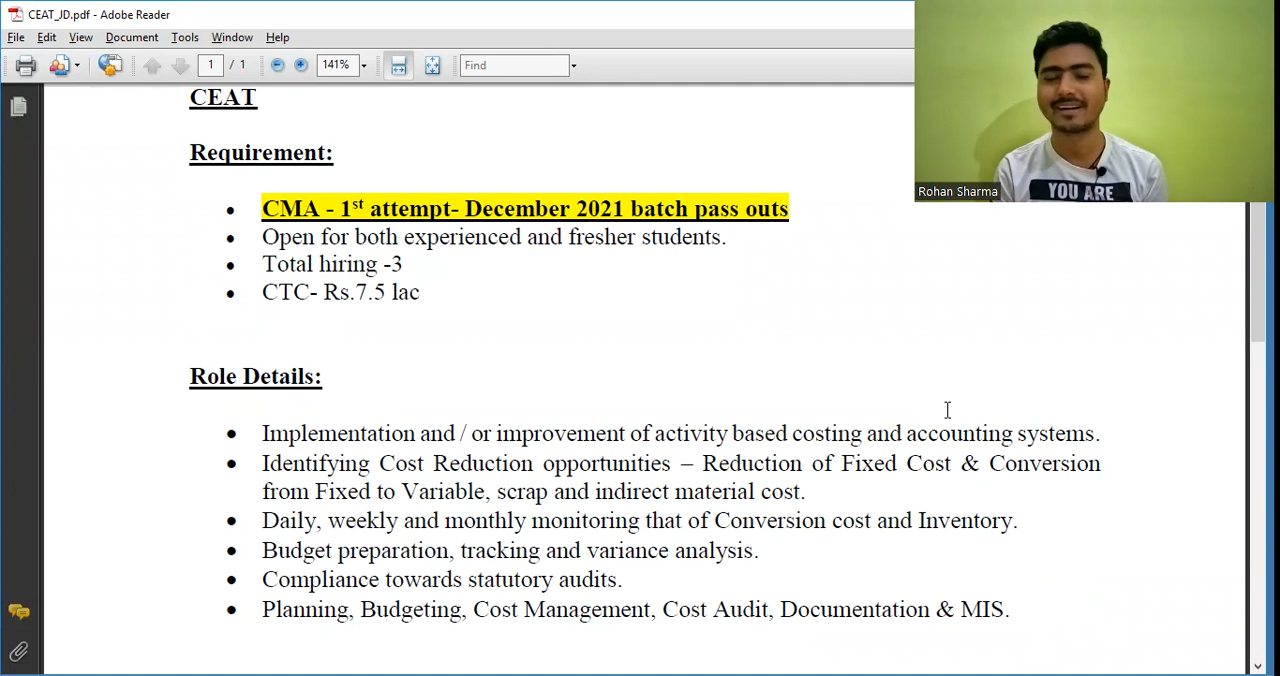 CEAT_JD.pdf - Adobe Reader
File Edit View Document Tools Window Help
1 / 1 141% Find
CEAT
Requirement:
CMA - 1st attempt- December 2021 batch pass outs
Open for both experienced and fresher students.
Total hiring -3
CTC- Rs.7.5 lac
Role Details:
Implementation and / or improvement of activity based costing and accounting systems.
Identifying Cost Reduction opportunities – Reduction of Fixed Cost & Conversion
from Fixed to Variable, scrap and indirect material cost.
Daily, weekly and monthly monitoring that of Conversion cost and Inventory.
Budget preparation, tracking and variance analysis.
Compliance towards statutory audits.
Planning, Budgeting, Cost Management, Cost Audit, Documentation & MIS.
YOU ARE
Rohan Sharma